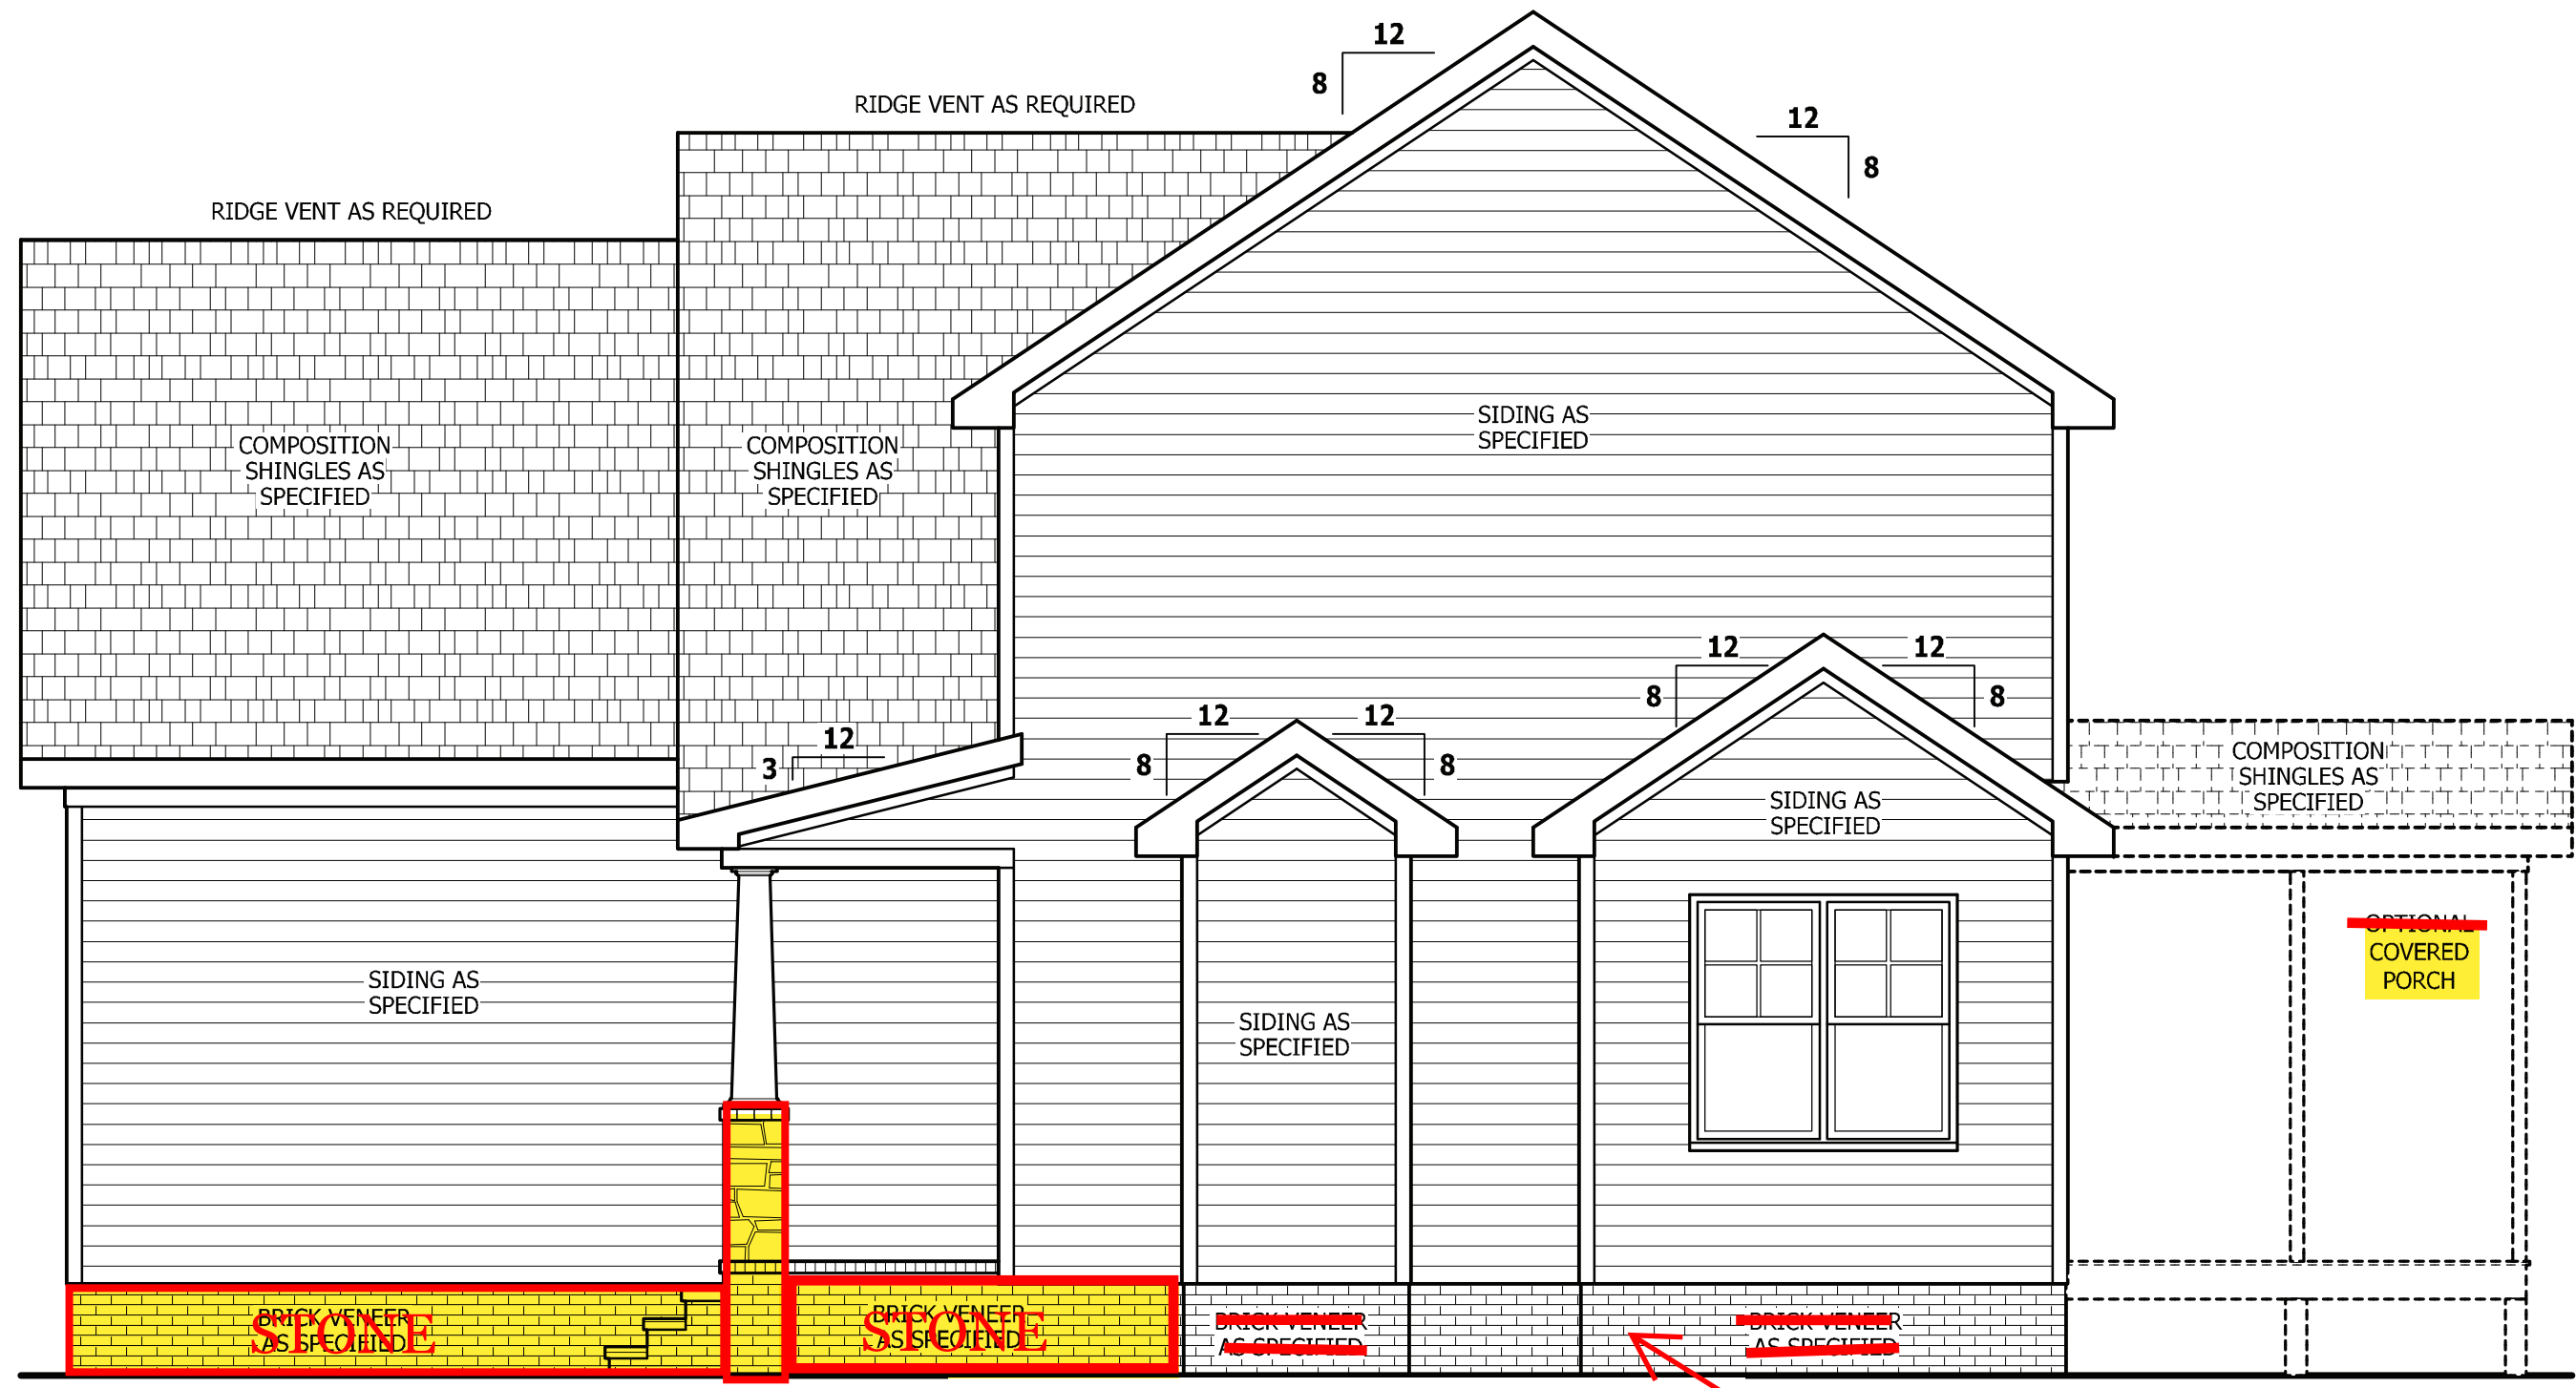 12
8
12
8
RIDGE VENT AS REQUIRED
RIDGE VENT AS REQUIRED
COMPOSITION
SHINGLES AS
SPECIFIED
COMPOSITION
SHINGLES AS
SPECIFIED
SIDING AS
SPECIFIED
12
3
12
8
12
8
12
8
12
8
SIDING AS
SPECIFIED
COMPOSITION
SHINGLES AS
SPECIFIED
OPTIONAL
COVERED
PORCH
SIDING AS
SPECIFIED
SIDING AS
SPECIFIED
BRICK VENEER
AS SPECIFIED
STONE
BRICK VENEER
AS SPECIFIED
STONE
BRICK VENEER
AS SPECIFIED
BRICK VENEER
AS SPECIFIED